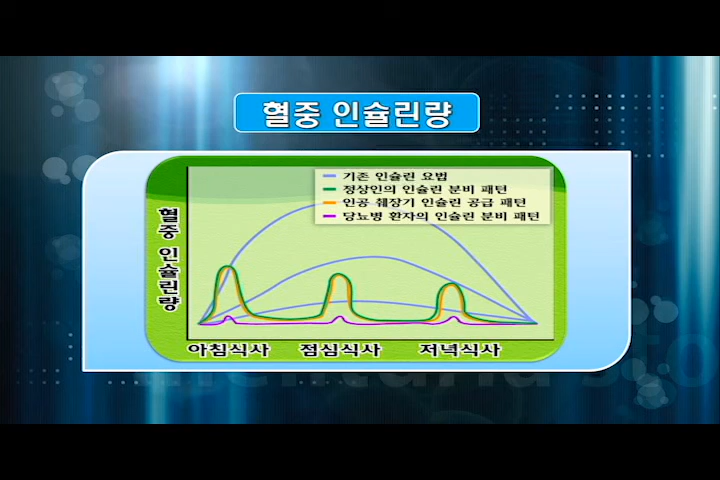 혈중 인슐린량
기존 인슐린 요법
정상인의 인슐린 분비 패턴
인공 췌장기 인슐린 공급 패턴
당뇨병 환자의 인슐린 분비 패턴
혈중 인슐린량
아침식사 점심식사 저녁식사